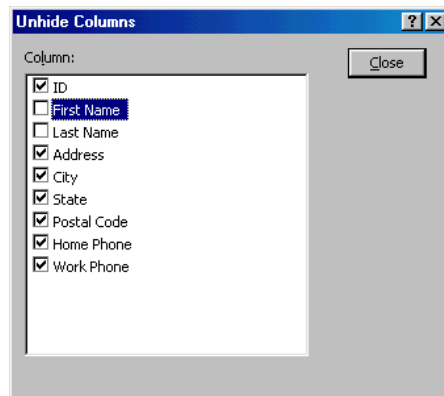 Unhide Columns
Column:
Close
ID
First Name
Last Name
Address
City
State
Postal Code
Home Phone
Work Phone